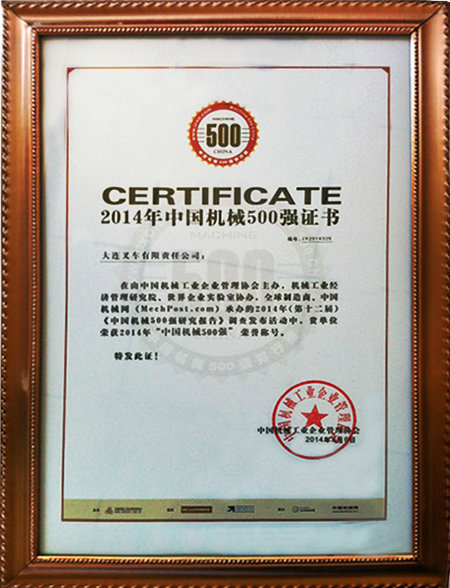 MACHINE
500
CHINA
CERTIFICATE
2014年中国机械500强证书
编号:JX2014325
大连叉车有限责任公司：
在由中国机械工业企业管理协会主办，机械工业经
济管理研究院、世界企业实验室协办，全球制造商、中国
机械网（MechPost.com）承办的2014年(第十二届)
《中国机械500强研究报告》调查发布活动中，贵单位
荣获2014年“中国机械500强”荣誉称号。
特发此证！
中国机械工业企业管理协会